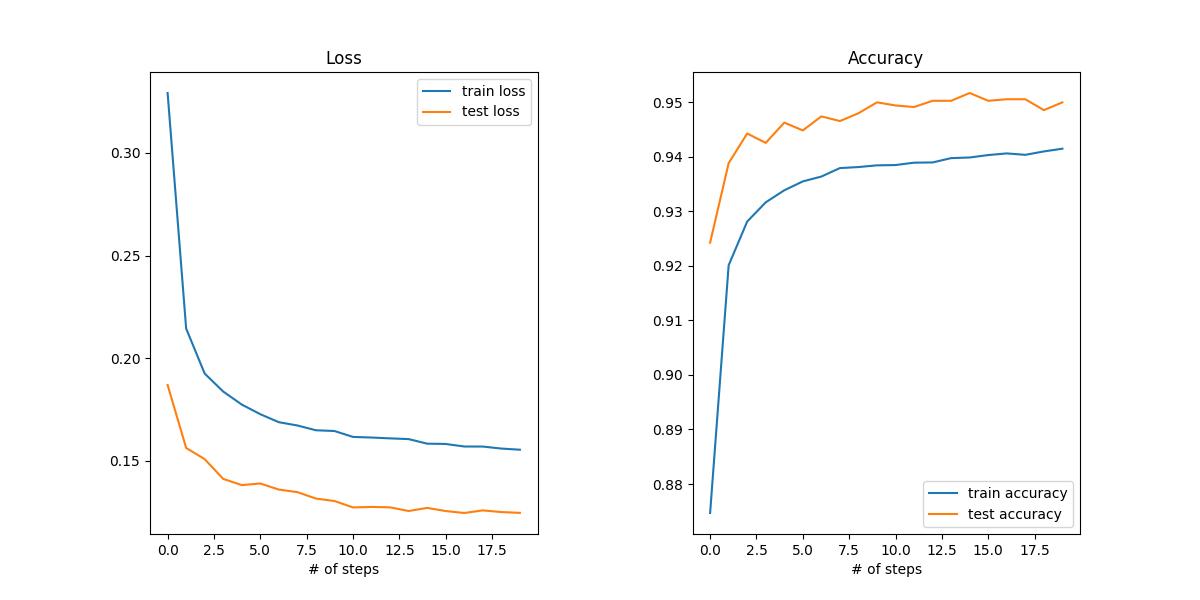 Loss
train loss
test loss
0.30
0.25
0.20
0.15
0.0 2.5 5.0 7.5 10.0 12.5 15.0 17.5
# of steps
Accuracy
0.95
0.94
0.93
0.92
0.91
0.90
0.89
0.88
train accuracy
test accuracy
0.0 2.5 5.0 7.5 10.0 12.5 15.0 17.5
# of steps